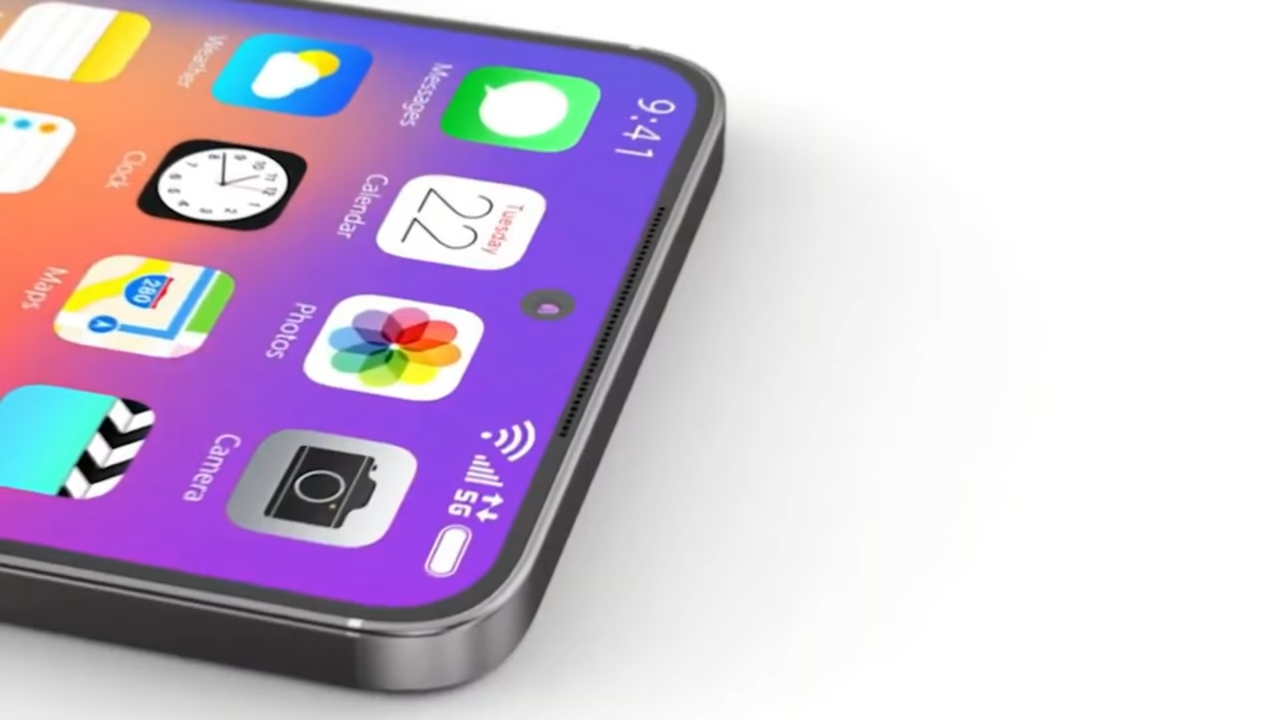 9:41
5G
Messages
Tuesday
22
Calendar
Photos
Camera
Weather
Clock
280
Maps